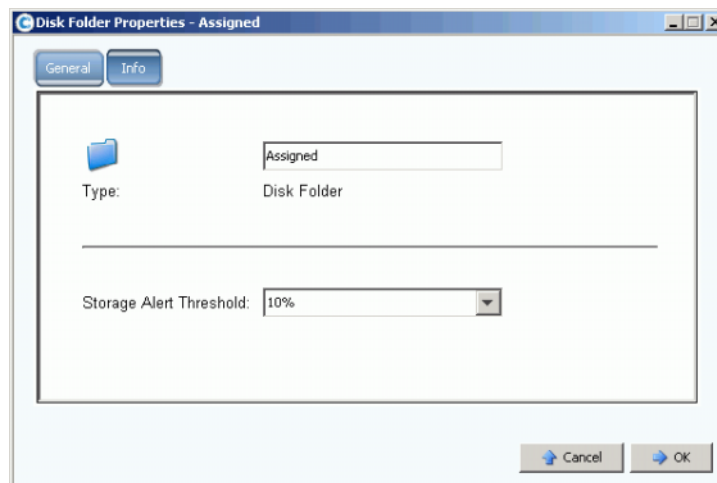 Disk Folder Properties - Assigned
General Info
Assigned
Type: Disk Folder
Storage Alert Threshold: 10%
Cancel OK